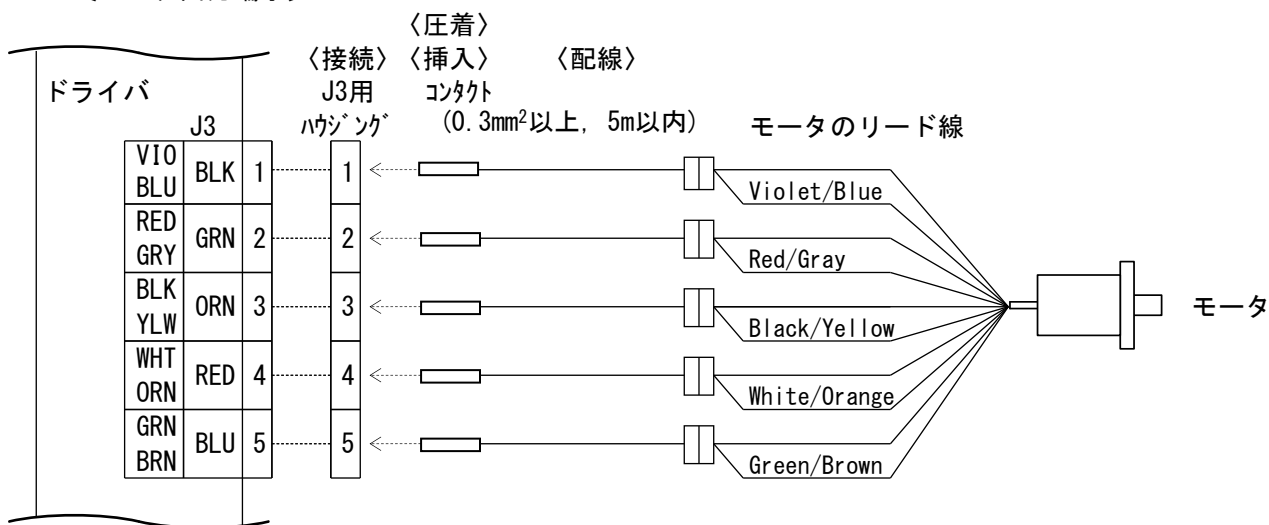 〈圧着〉
〈接続〉〈挿入〉 〈配線〉
ドライバ J3用 コンタクト
J3 ハウジング (0.3mm²以上, 5m以内) モータのリード線
VIO
BLU BLK 1 1 Violet/Blue
RED
GRY GRN 2 2 Red/Gray
BLK
YLW ORN 3 3 Black/Yellow
モータ
WHT
ORN RED 4 4 White/Orange
GRN
BRN BLU 5 5 Green/Brown